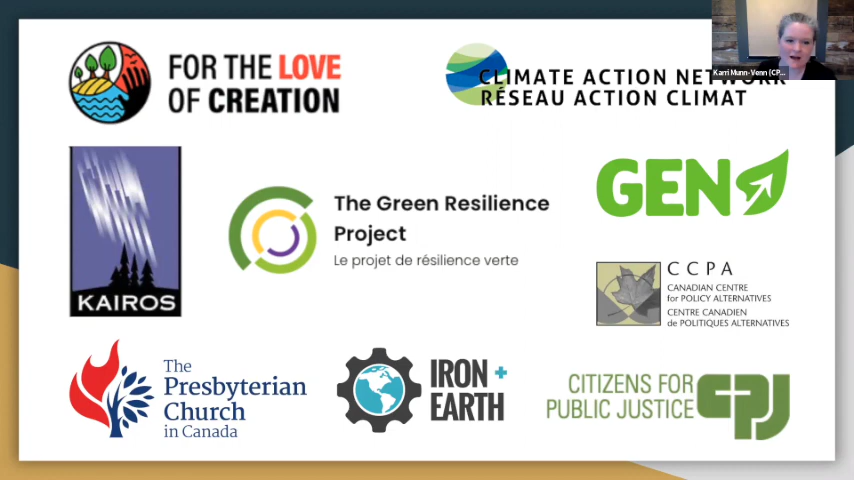 FOR THE LOVE
OF CREATION
CLIMATE ACTION NETWORK
RÉSEAU ACTION CLIMAT
Karri Munn-Venn (CP...
KAIROS
The Green Resilience
Project
Le projet de résilience verte
GEN
CCPA
CANADIAN CENTRE
for POLICY ALTERNATIVES
CENTRE CANADIEN
de POLITIQUES ALTERNATIVES
The
Presbyterian
Church
in Canada
IRON +
EARTH
CITIZENS FOR
PUBLIC JUSTICE
CPJ